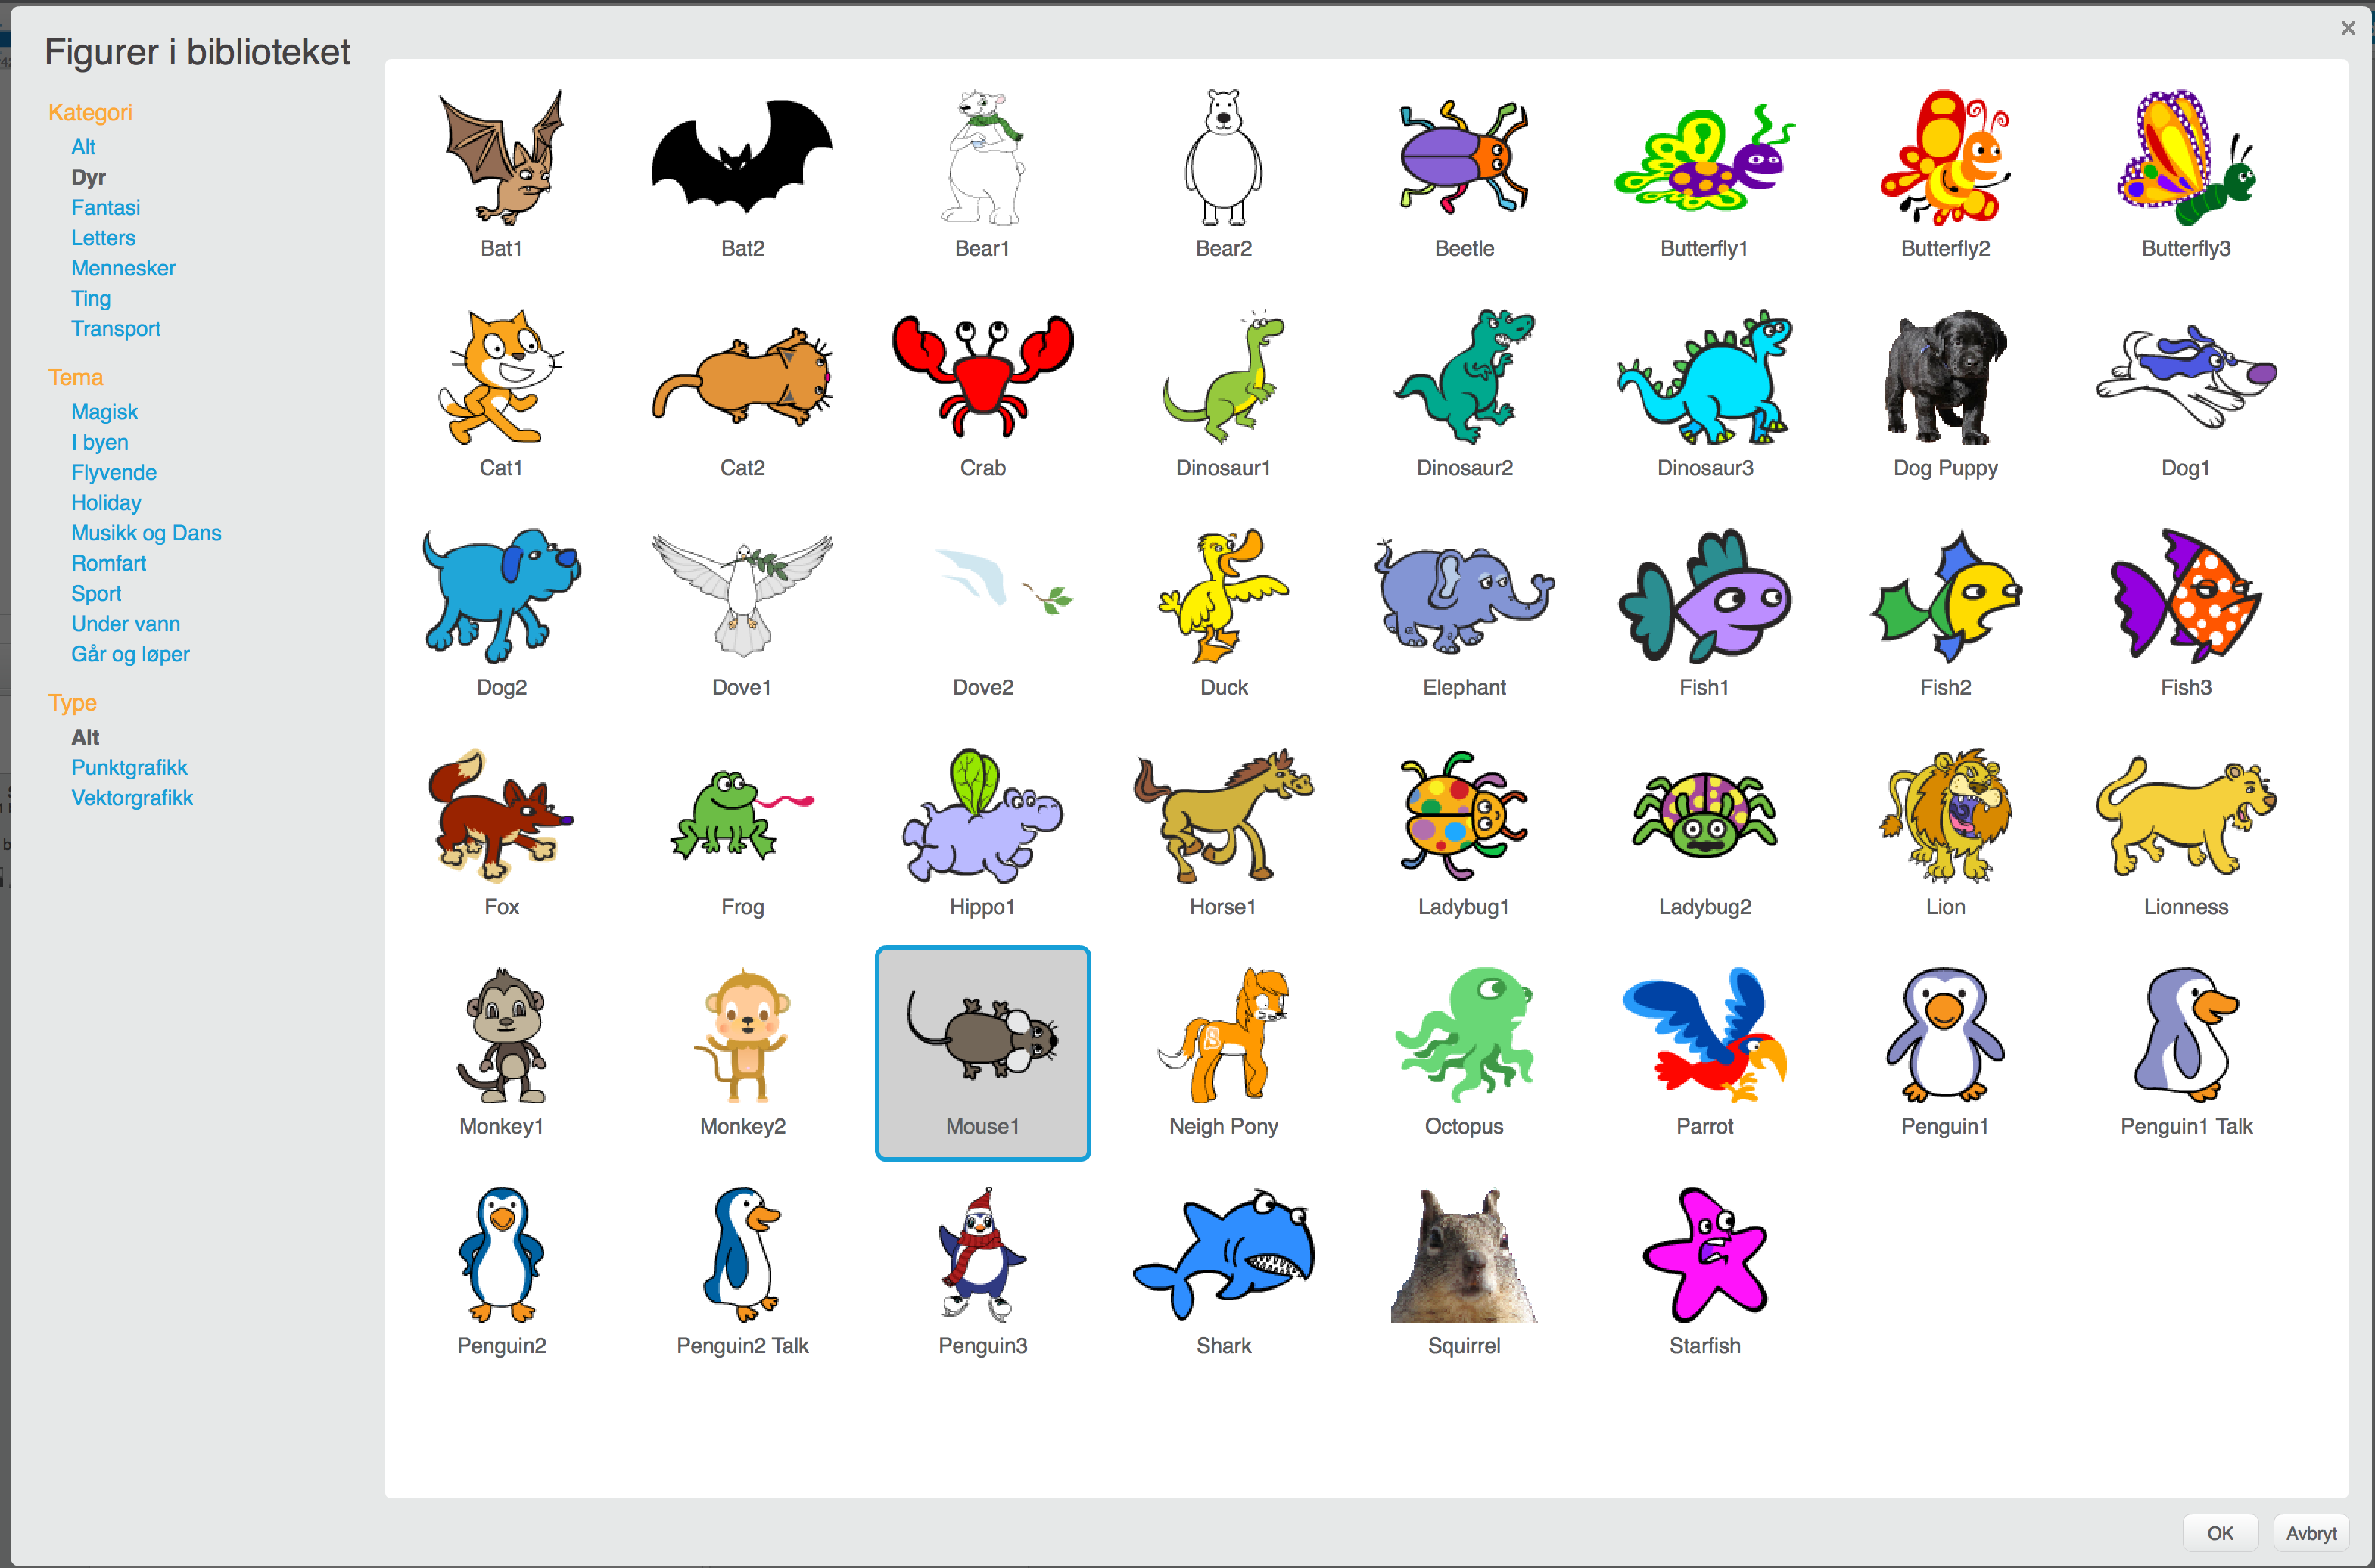 Figurer i biblioteket
Kategori
Alt
Dyr
Fantasi
Letters
Mennesker
Ting
Transport
Tema
Magisk
I byen
Flyvende
Holiday
Musikk og Dans
Romfart
Sport
Under vann
Går og løper
Type
Alt
Punktgrafikk
Vektorgrafikk
Bat1 Bat2 Bear1 Bear2 Beetle Butterfly1 Butterfly2 Butterfly3
Cat1 Cat2 Crab Dinosaur1 Dinosaur2 Dinosaur3 Dog Puppy Dog1
Dog2 Dove1 Dove2 Duck Elephant Fish1 Fish2 Fish3
Fox Frog Hippo1 Horse1 Ladybug1 Ladybug2 Lion Lionness
Monkey1 Monkey2 Mouse1 Neigh Pony Octopus Parrot Penguin1 Penguin1 Talk
Penguin2 Penguin2 Talk Penguin3 Shark Squirrel Starfish
OK Avbryt